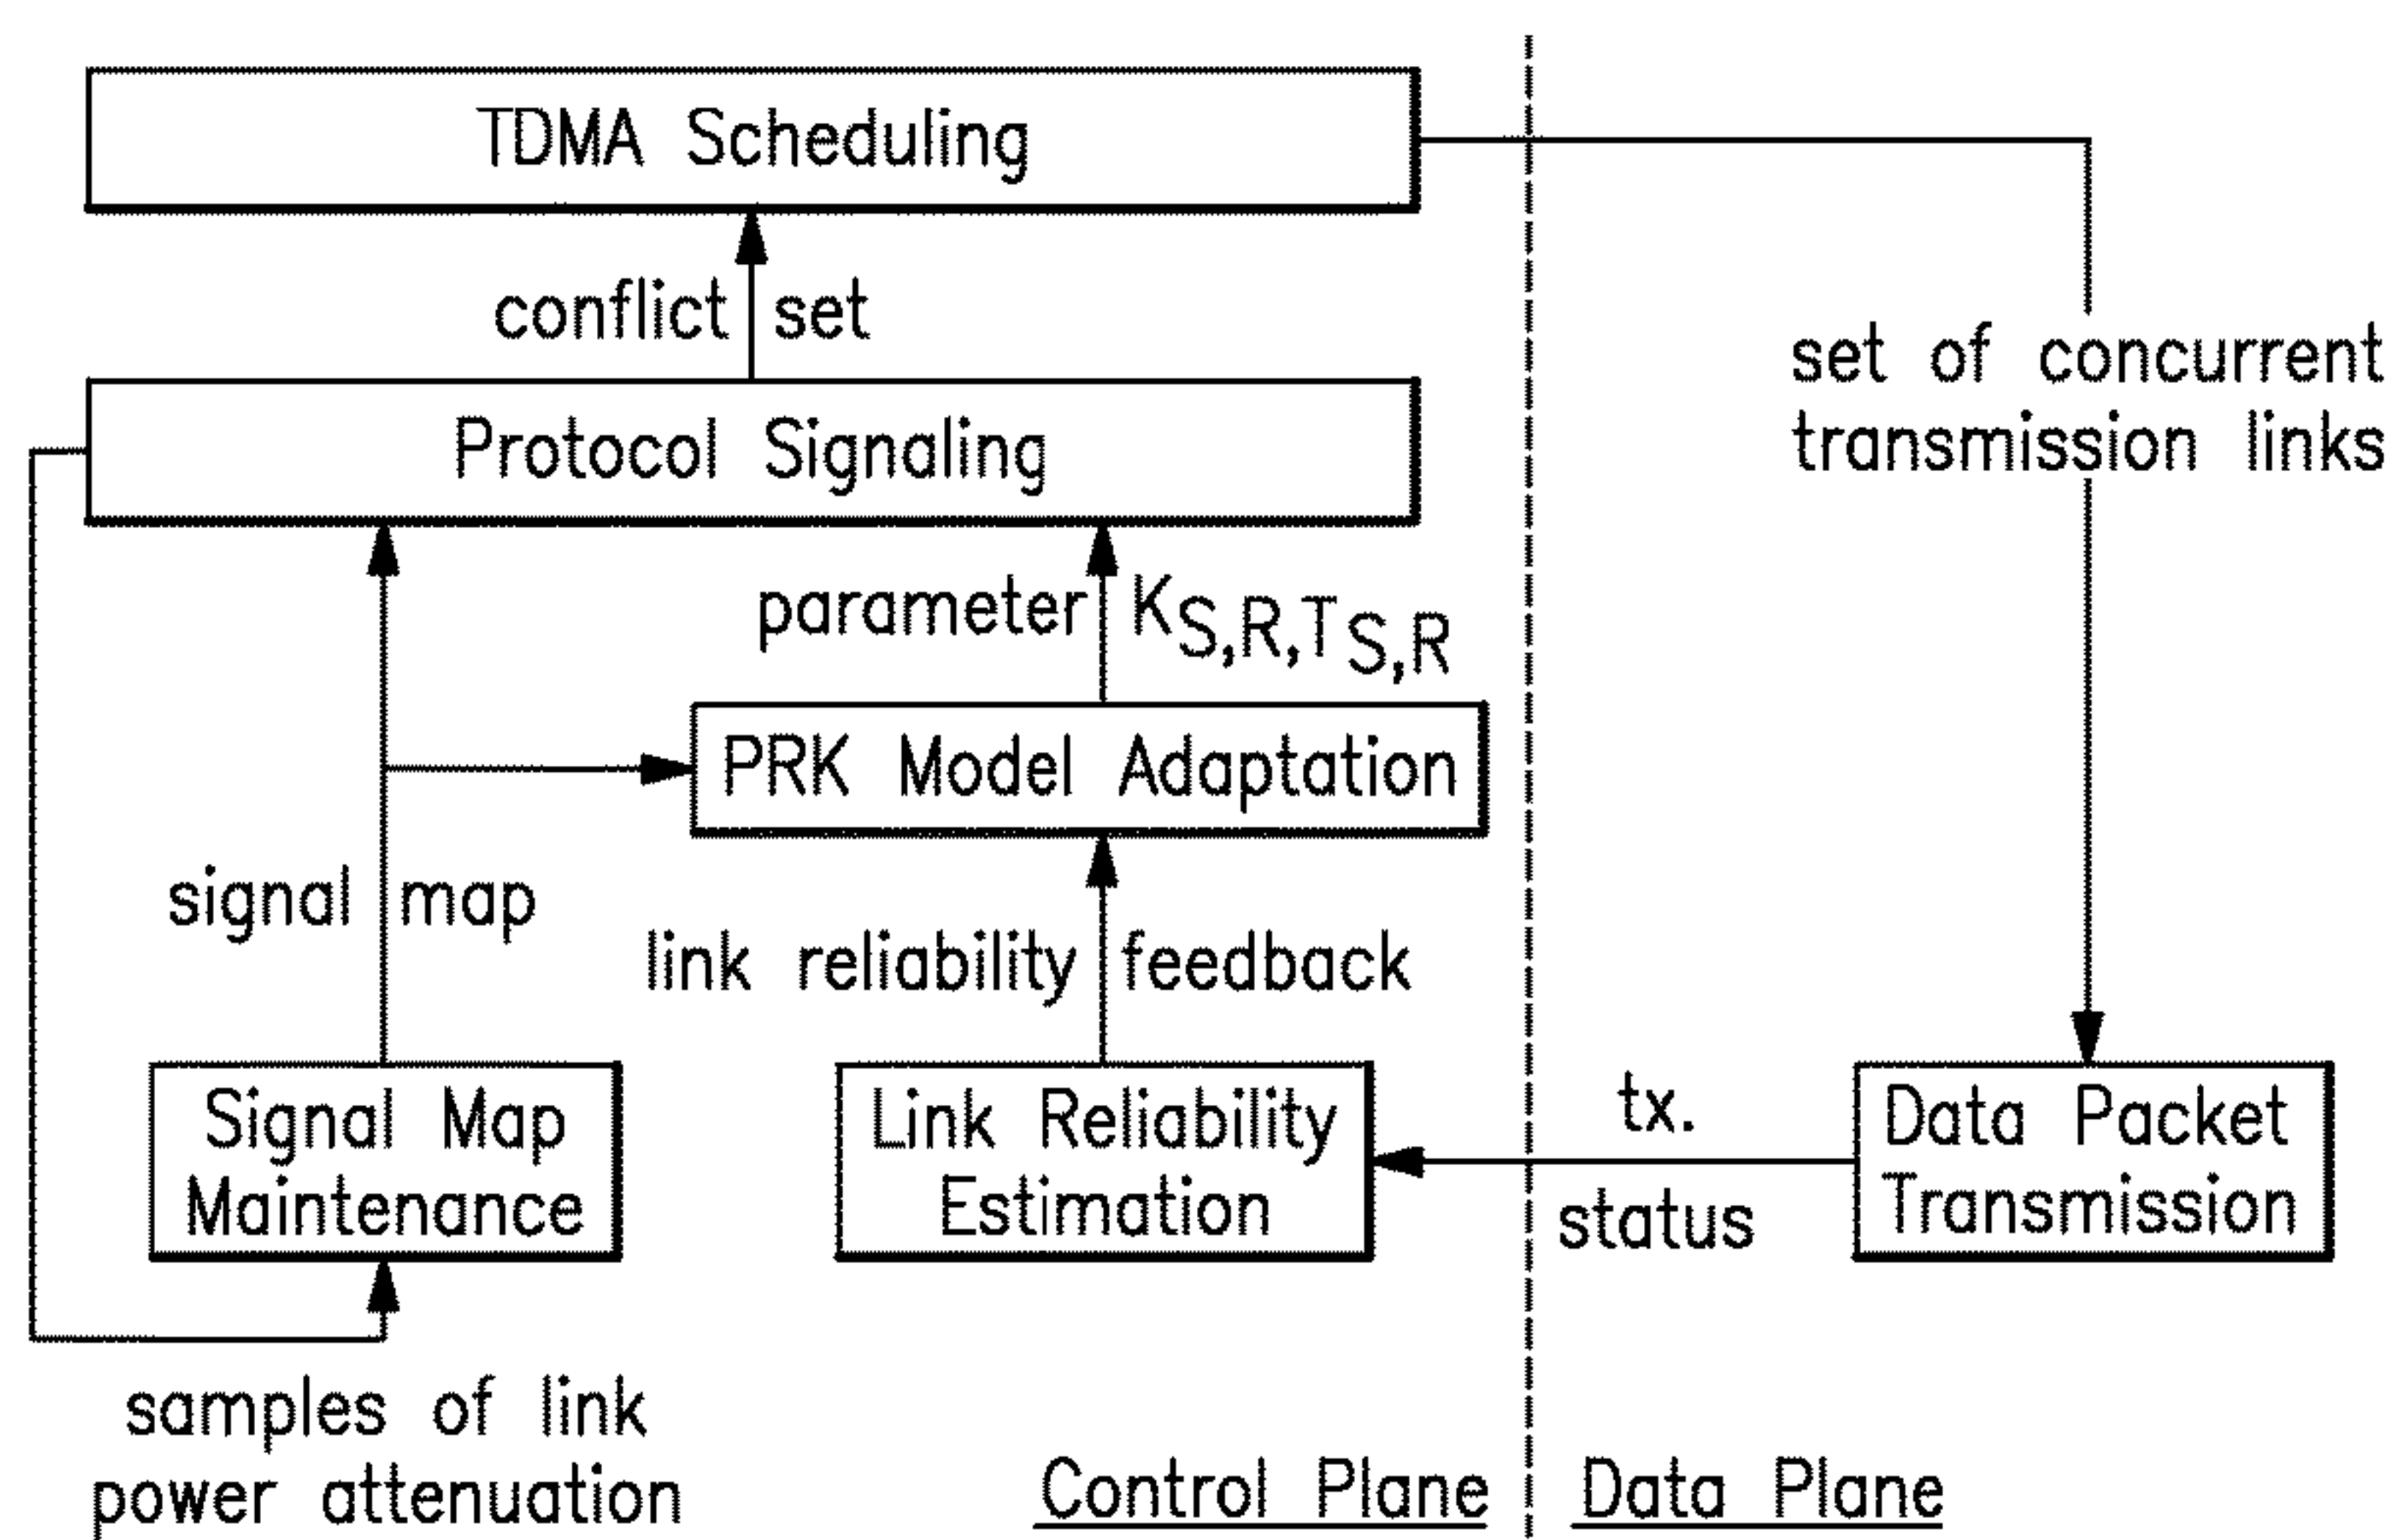 TDMA Scheduling
conflict set
set of concurrent
transmission links
Protocol Signaling
parameter K_S,R,T_S,R
PRK Model Adaptation
signal map
link reliability feedback
Signal Map
Maintenance
Link Reliability
Estimation
tx.
status
Data Packet
Transmission
samples of link
power attenuation
Control Plane
Data Plane